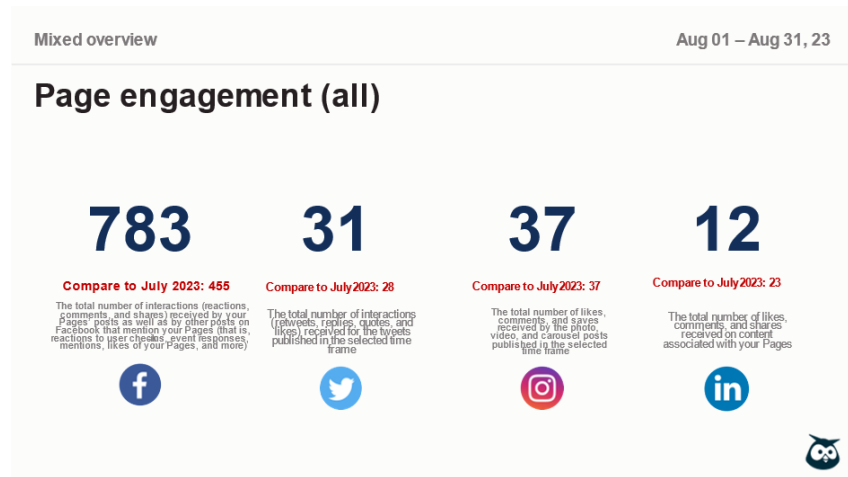 Mixed overview
Aug 01 – Aug 31, 23
Page engagement (all)
783
Compare to July 2023: 455
The total number of interactions (reactions,
comments, and shares) received by your
Pages' posts as well as by other posts on
Facebook that mention your Pages (that is,
reactions to user checkins, event responses,
mentions, likes of your Pages, and more)
31
Compare to July2023: 28
The total number of interactions
(retweets, replies, quotes, and
likes) received for the tweets
published in the selected time
frame
37
Compare to July2023: 37
The total number of likes,
comments, and saves
received by the photo,
video, and carousel posts
published in the selected
time frame
12
Compare to July2023: 23
The total number of likes,
comments, and shares
received on content
associated with your Pages
f
in